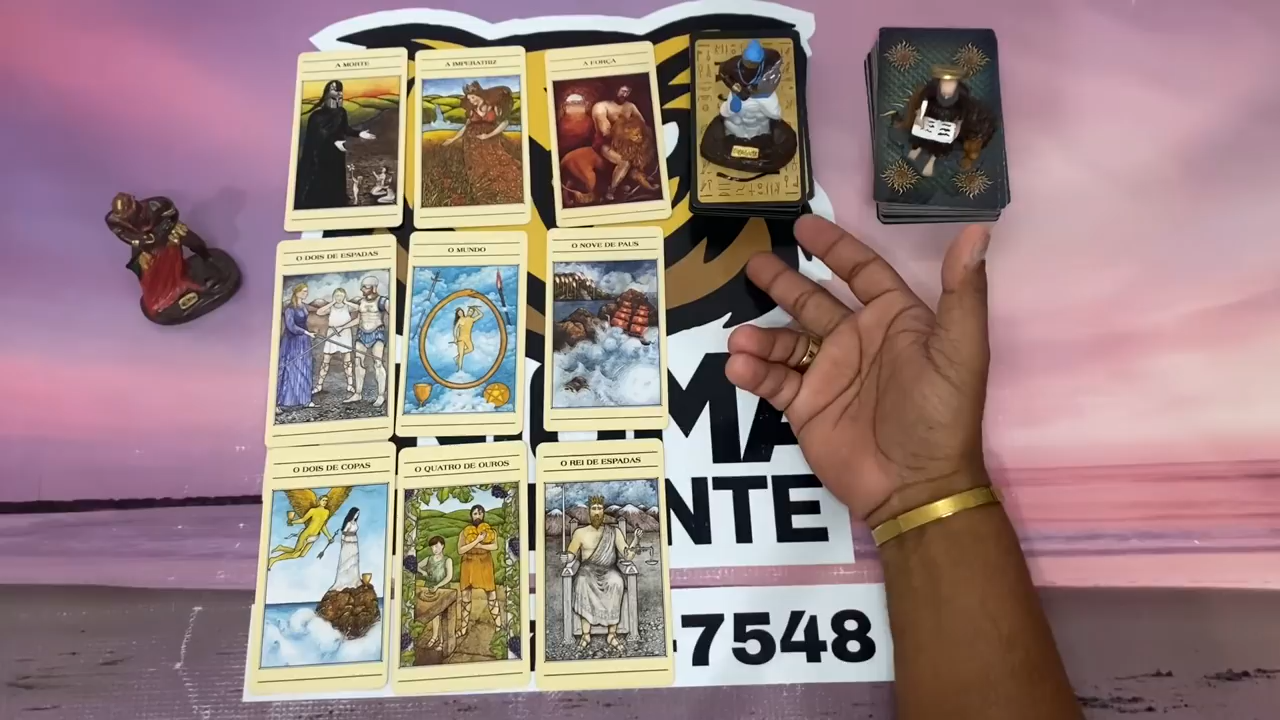 A MORTE
A IMPERATRIZ
A FORÇA
O DOIS DE ESPADAS
O MUNDO
O NOVE DE PAUS
O DOIS DE COPAS
O QUATRO DE OUROS
O REI DE ESPADAS
MA
NTE
-7548